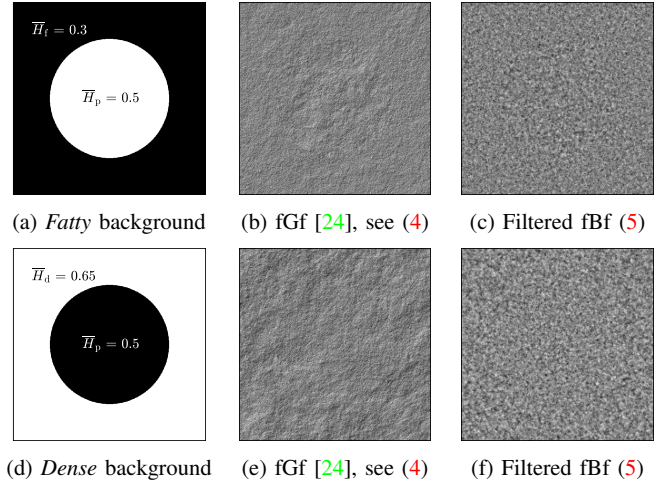 H̅f = 0.3
H̅p = 0.5
(a) Fatty background (b) fGf [24], see (4) (c) Filtered fBf (5)
H̅d = 0.65
H̅p = 0.5
(d) Dense background (e) fGf [24], see (4) (f) Filtered fBf (5)